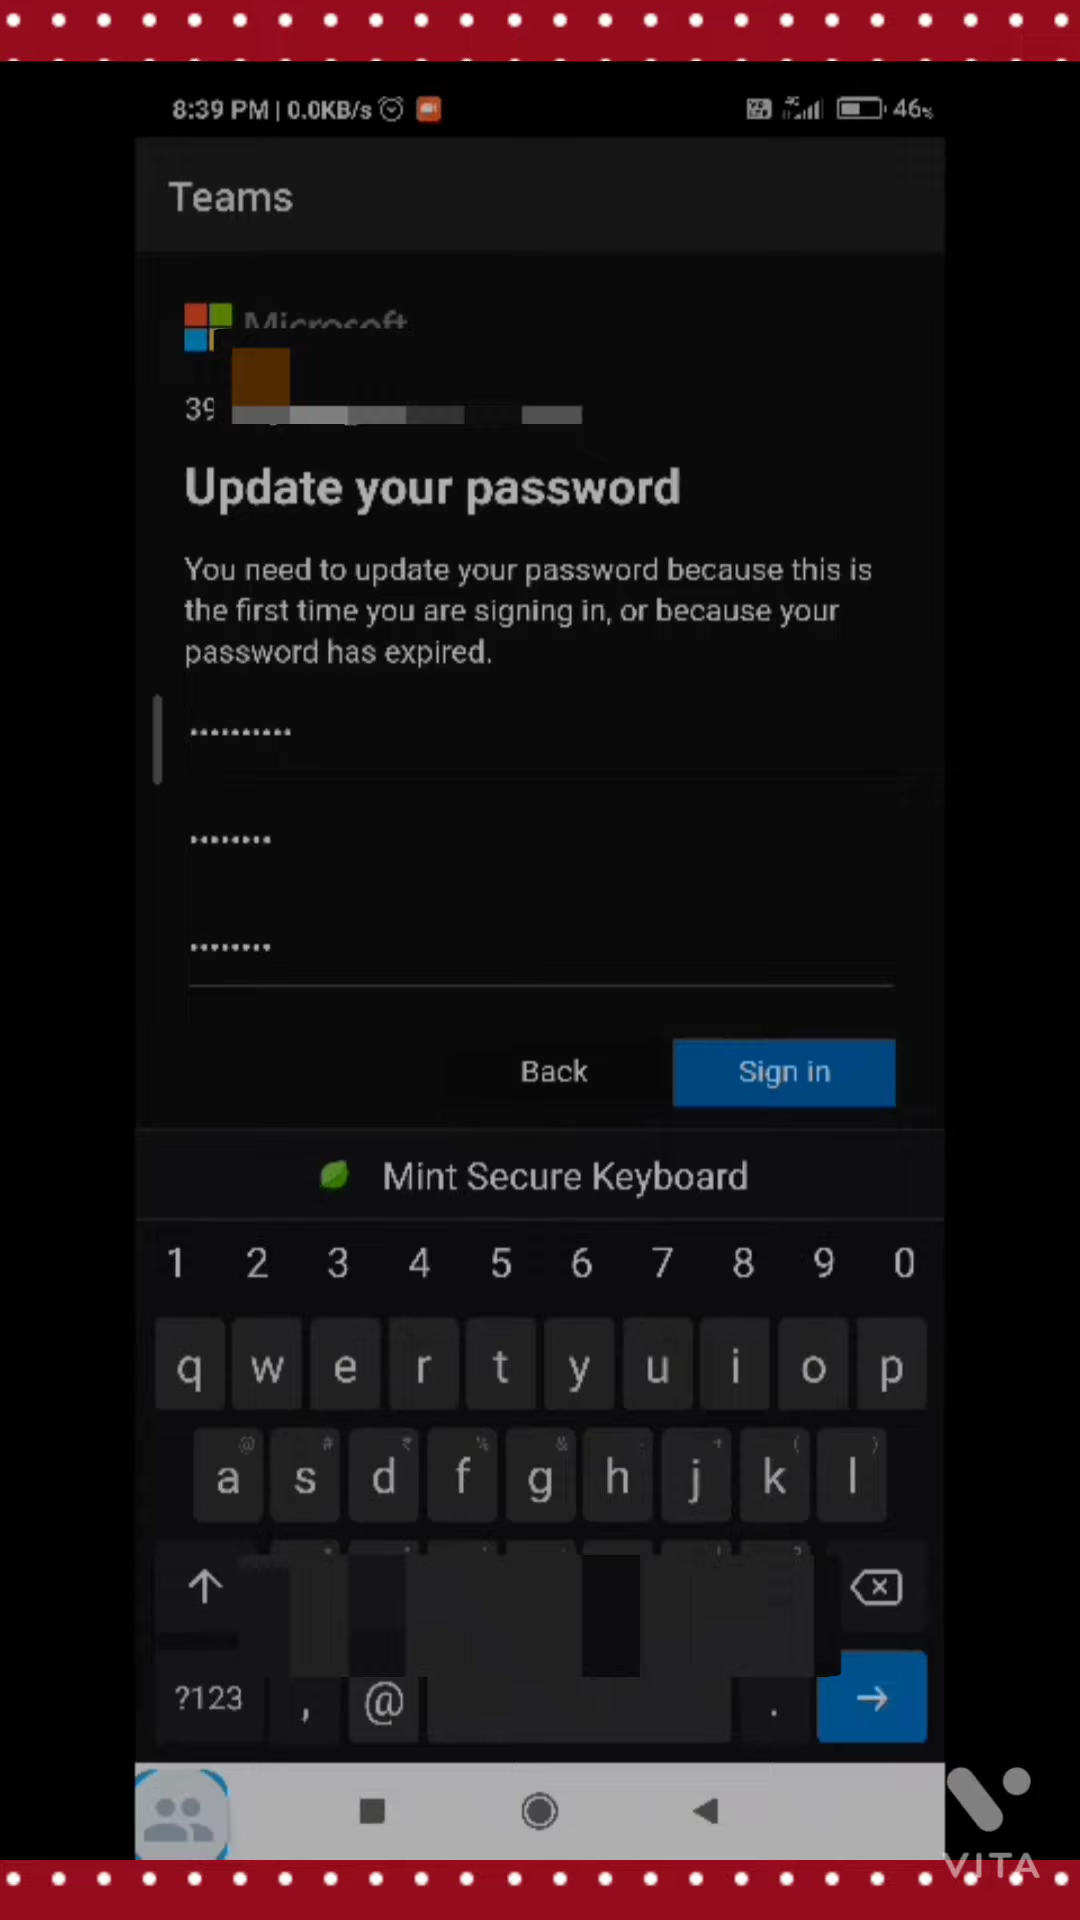 8:39 PM | 0.0KB/s
46%
Teams
Microsoft
39
Update your password
You need to update your password because this is
the first time you are signing in, or because your
password has expired.
••••••••••
••••••••
••••••••
Back Sign in
Mint Secure Keyboard
1 2 3 4 5 6 7 8 9 0
q w e r t y u i o p
@ # ₹ % & - + ( )
a s d f g h j k l
?123 , @ .
VITA